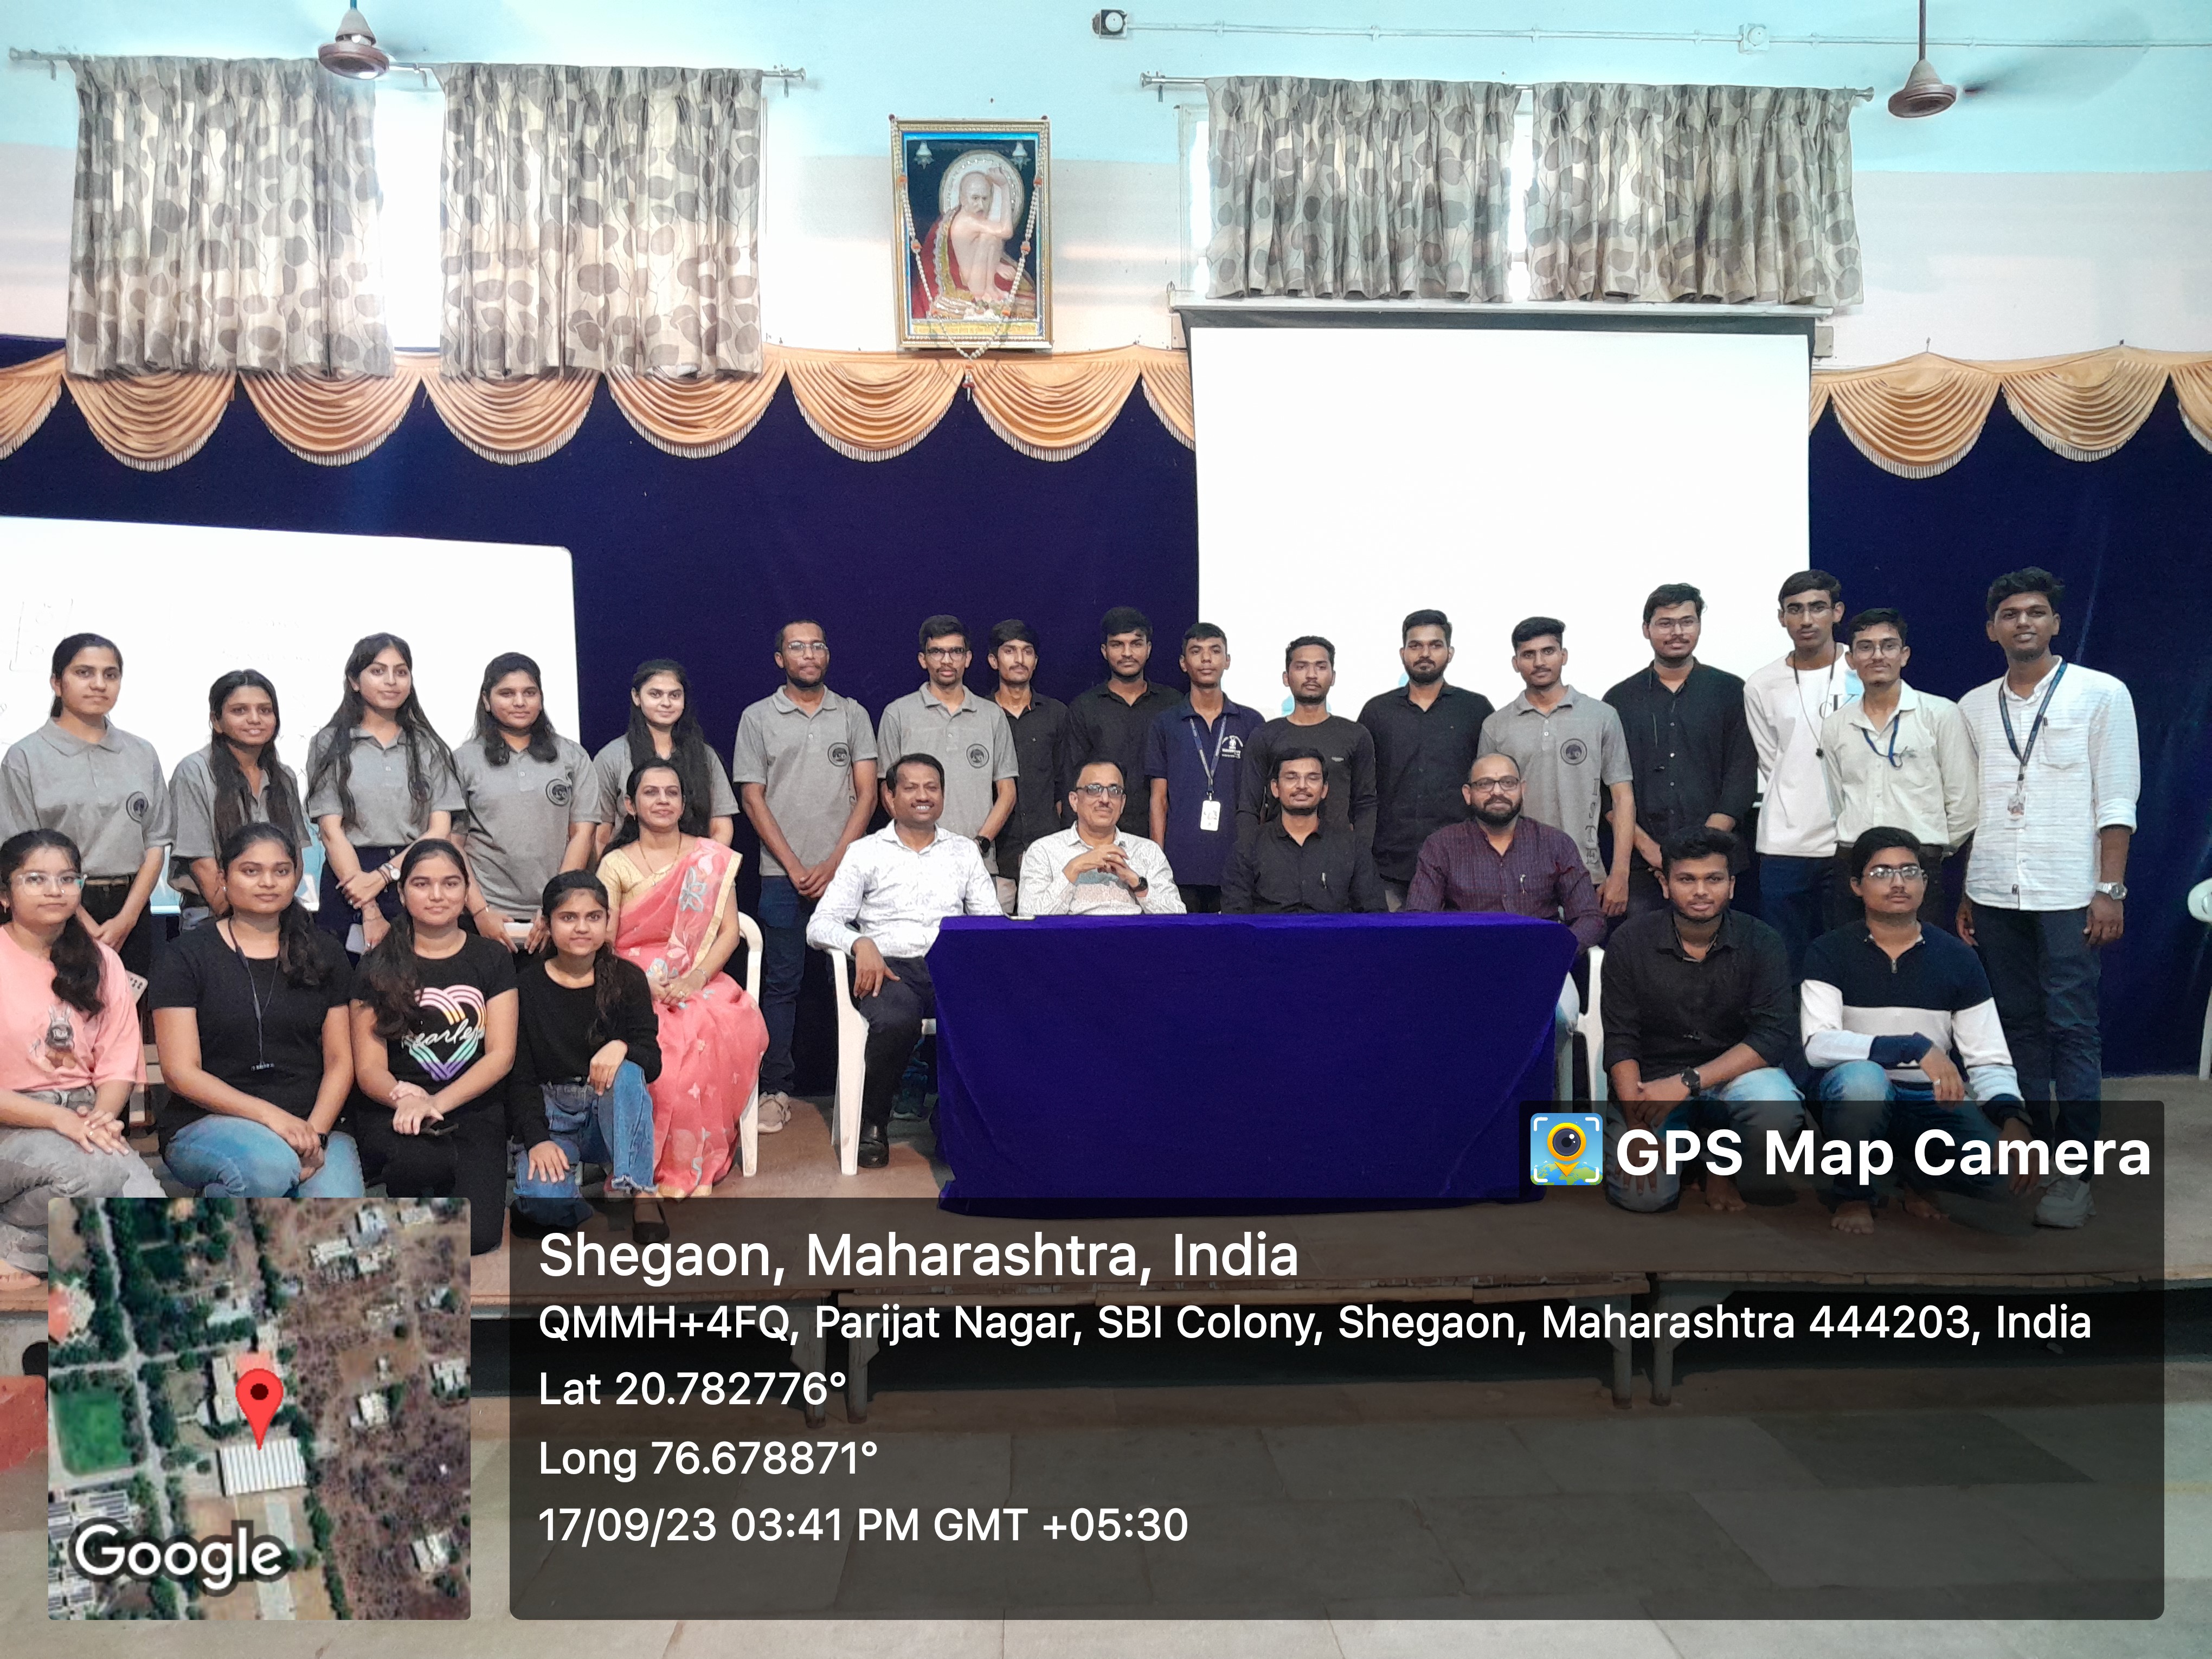 GPS Map Camera
Shegaon, Maharashtra, India
QMMH+4FQ, Parijat Nagar, SBI Colony, Shegaon, Maharashtra 444203, India
Lat 20.782776°
Long 76.678871°
17/09/23 03:41 PM GMT +05:30
Google